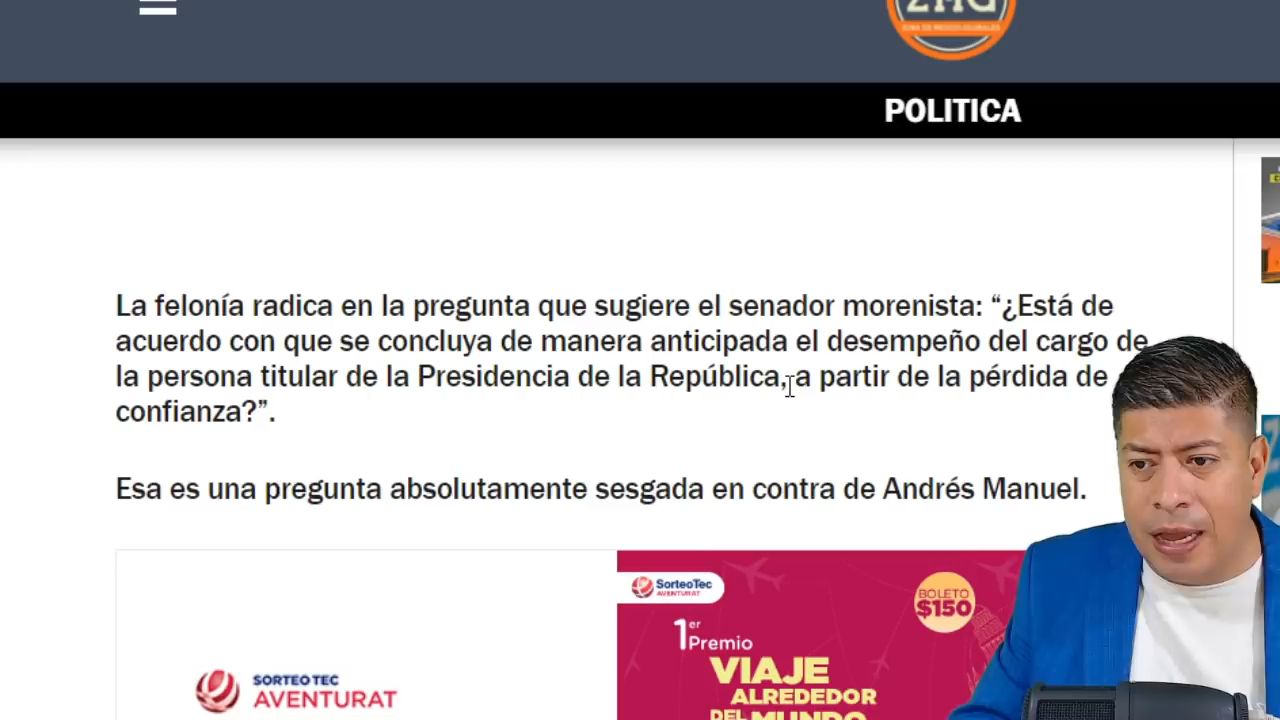 POLITICA
La felonía radica en la pregunta que sugiere el senador morenista: “¿Está de
acuerdo con que se concluya de manera anticipada el desempeño del cargo de
la persona titular de la Presidencia de la República, a partir de la pérdida de
confianza?”.
Esa es una pregunta absolutamente sesgada en contra de Andrés Manuel.
SORTEO TEC
AVENTURAT
SorteoTec
AVENTURAT
BOLETO
$150
1er
Premio
VIAJE
ALREDEDOR
DEL MUNDO